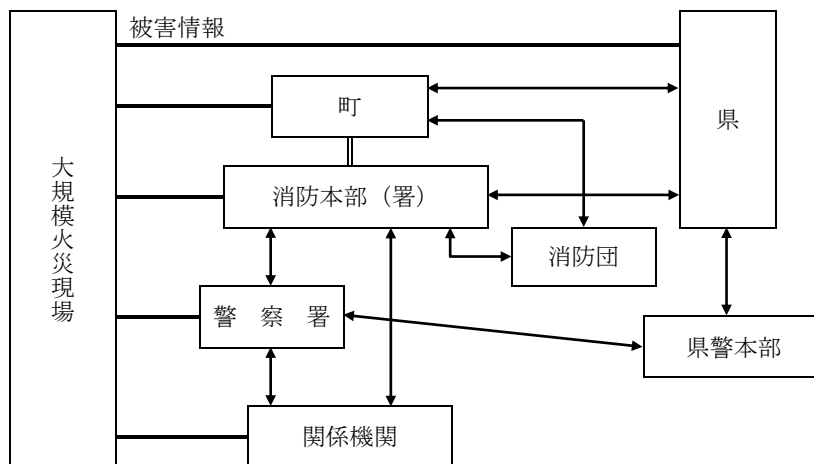 被害情報
大規模火災現場
町
県
消防本部（署）
消防団
警　察　署
県警本部
関係機関